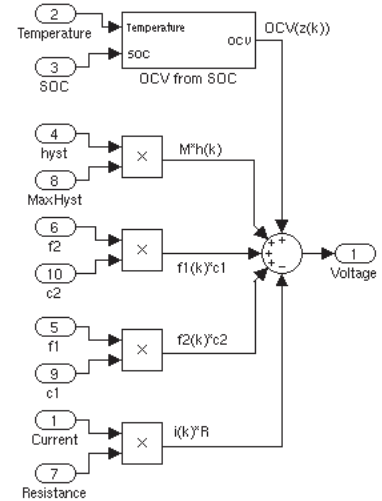 2
Temperature
3
SOC
Temperature
SOC
OCV
OCV from SOC
OCV(z(k))
4
hyst
8
MaxHyst
×
M*h(k)
6
f2
10
c2
×
f1(k)*c1
5
f1
9
c1
×
f2(k)*c2
1
Current
7
Resistance
×
i(k)*R
+
+
+
+
−
1
Voltage